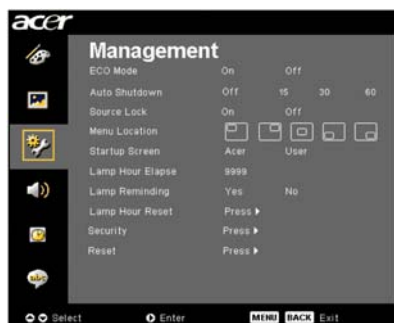 acer
Management
ECO Mode On Off
Auto Shutdown Off 15 30 60
Source Lock On Off
Menu Location
Startup Screen Acer User
Lamp Hour Elapse 9999
Lamp Reminding Yes No
Lamp Hour Reset Press
Security Press
Reset Press
abc
Select Enter MENU BACK Exit